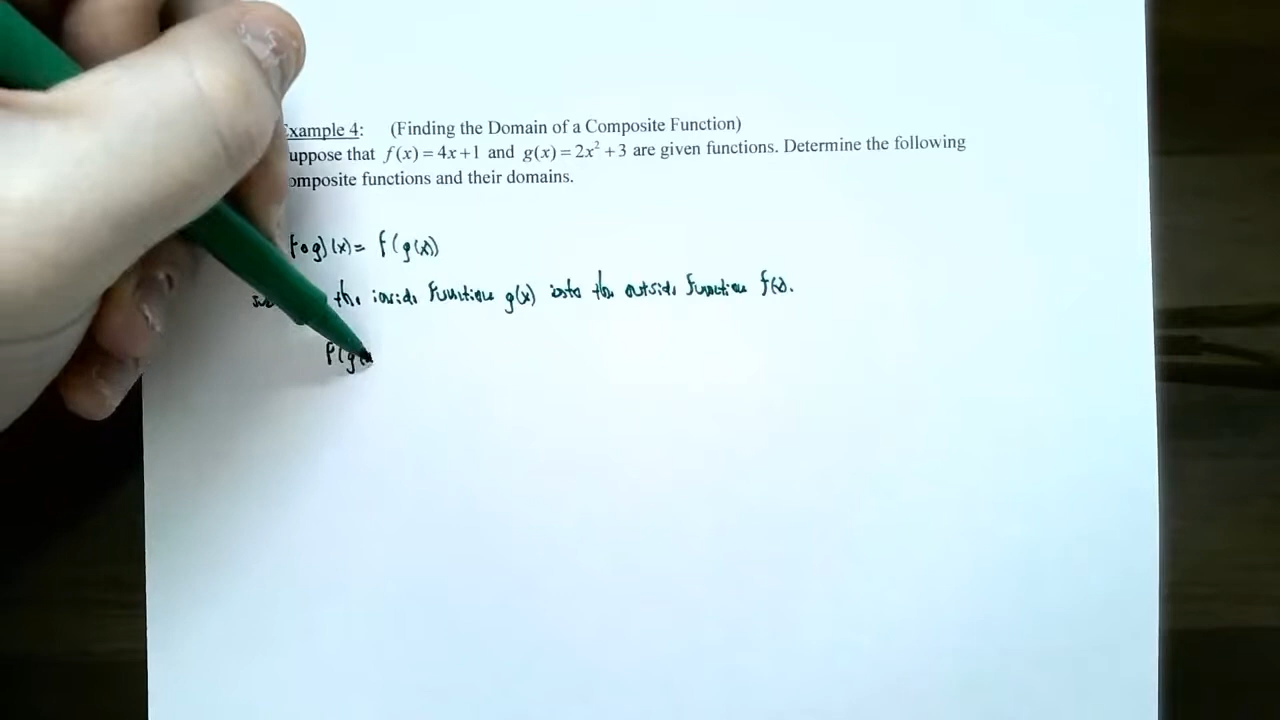 Example 4: (Finding the Domain of a Composite Function)
uppose that f(x) = 4x+1 and g(x) = 2x² + 3 are given functions. Determine the following
omposite functions and their domains.
fog)(x) = f(g(x))
the inside function g(x) into the outside function f(x).
f(g(